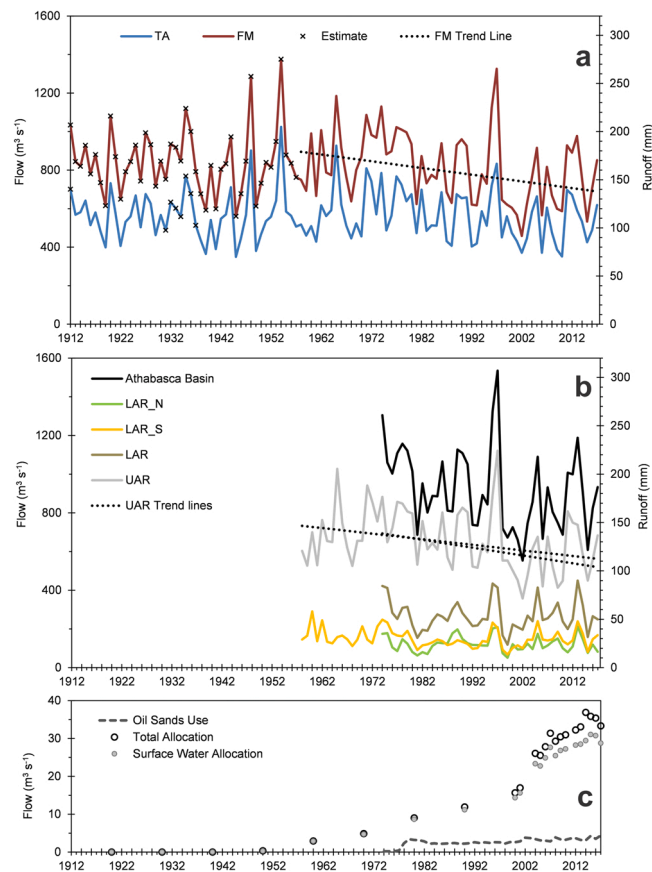 1600
1200
800
400
0
Flow (m³ s⁻¹)
TA
FM
Estimate
FM Trend Line
a
300
250
200
150
100
50
0
Runoff (mm)
1912 1922 1932 1942 1952 1962 1972 1982 1992 2002 2012
1600
1200
800
400
0
Flow (m³ s⁻¹)
Athabasca Basin
LAR_N
LAR_S
LAR
UAR
UAR Trend lines
b
300
250
200
150
100
50
0
Runoff (mm)
1912 1922 1932 1942 1952 1962 1972 1982 1992 2002 2012
40
30
20
10
0
Flow (m³ s⁻¹)
Oil Sands Use
Total Allocation
Surface Water Allocation
c
1912 1922 1932 1942 1952 1962 1972 1982 1992 2002 2012